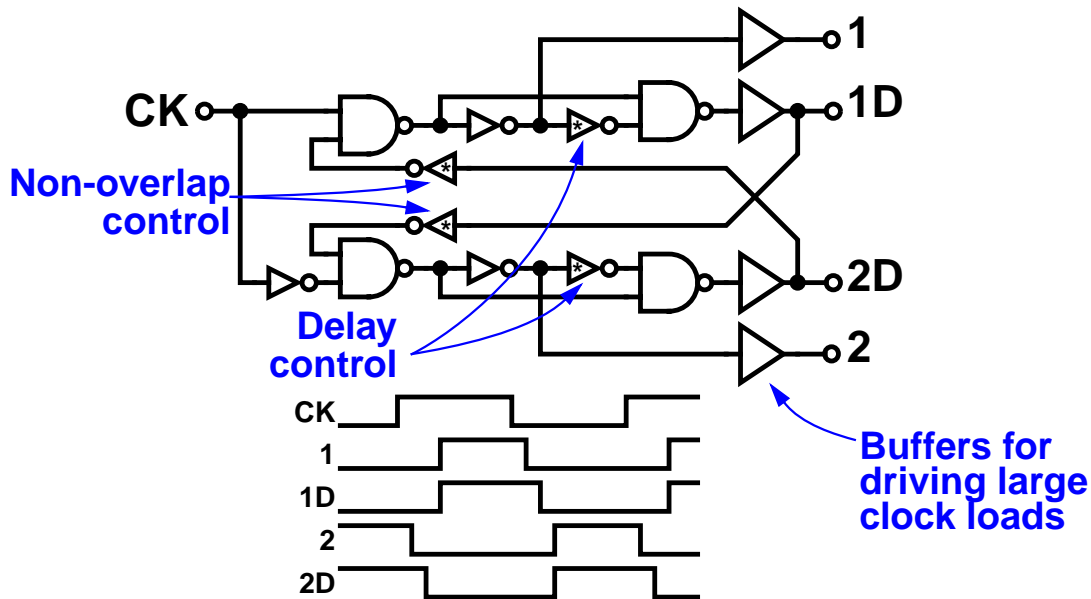 1
CK
1D
*
Non-overlap
control
*
*
*
2D
Delay
control
2
CK
1
1D
2
2D
Buffers for
driving large
clock loads